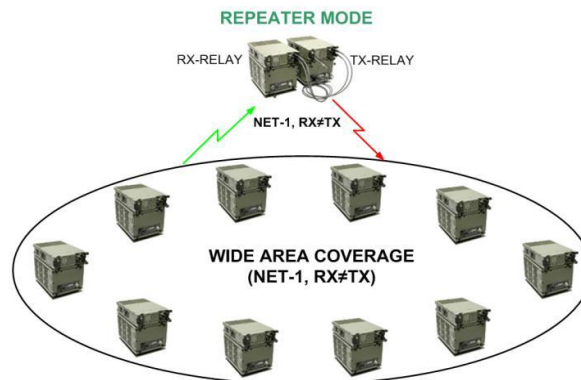 REPEATER MODE
RX-RELAY
TX-RELAY
NET-1, RX≠TX
WIDE AREA COVERAGE
(NET-1, RX≠TX)